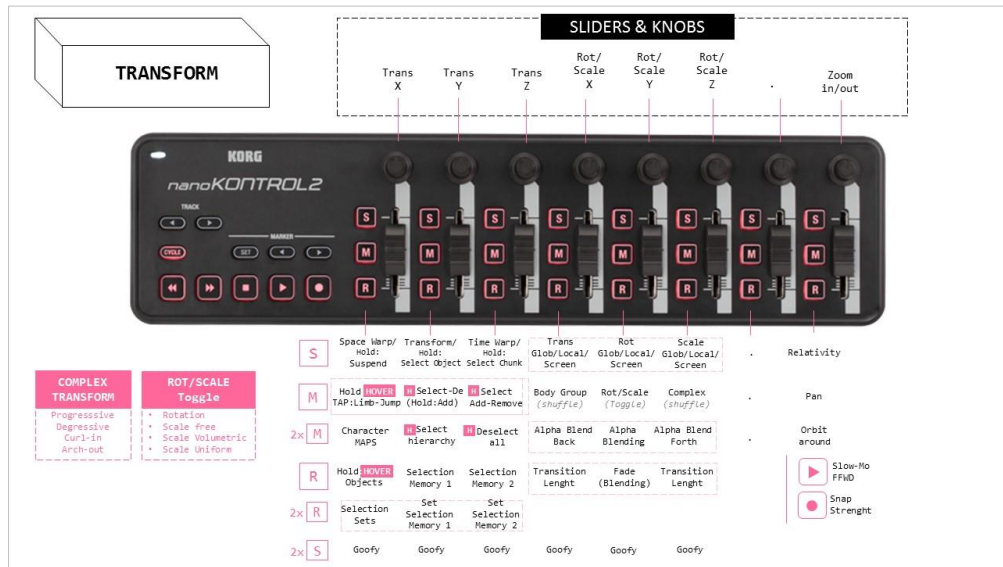 SLIDERS & KNOBS
TRANSFORM
Trans X
Trans Y
Trans Z
Rot/ Scale X
Rot/ Scale Y
Rot/ Scale Z
.
Zoom in/out
KORG
nanoKONTROL2
TRACK
MARKER
CYCLE
SET
S S S S S S S S
M M M M M M M M
R R R R R R R R
S
Space Warp/ Hold: Suspend
Transform/ Hold: Select Object
Time Warp/ Hold: Select Chunk
Trans Glob/Local/ Screen
Rot Glob/Local/ Screen
Scale Glob/Local/ Screen
.
Relativity
M
Hold HOVER TAP:Limb-Jump
H Select-De (Hold:Add)
H Select Add-Remove
Body Group (shuffle)
Rot/Scale (Toggle)
Complex (shuffle)
.
Pan
2x M
Character MAPS
H Select hierarchy
H Deselect all
Alpha Blend Back
Alpha Blending
Alpha Blend Forth
.
Orbit around
R
Hold HOVER Objects
Selection Memory 1
Selection Memory 2
Transition Lenght
Fade (Blending)
Transition Lenght
2x R
Selection Sets
Set Selection Memory 1
Set Selection Memory 2
2x S
Goofy Goofy Goofy Goofy Goofy Goofy
COMPLEX TRANSFORM
Progresssive
Degressive
Curl-in
Arch-out
ROT/SCALE Toggle
• Rotation
• Scale free
• Scale Volumetric
• Scale Uniform
Slow-Mo FFWD
Snap Strenght